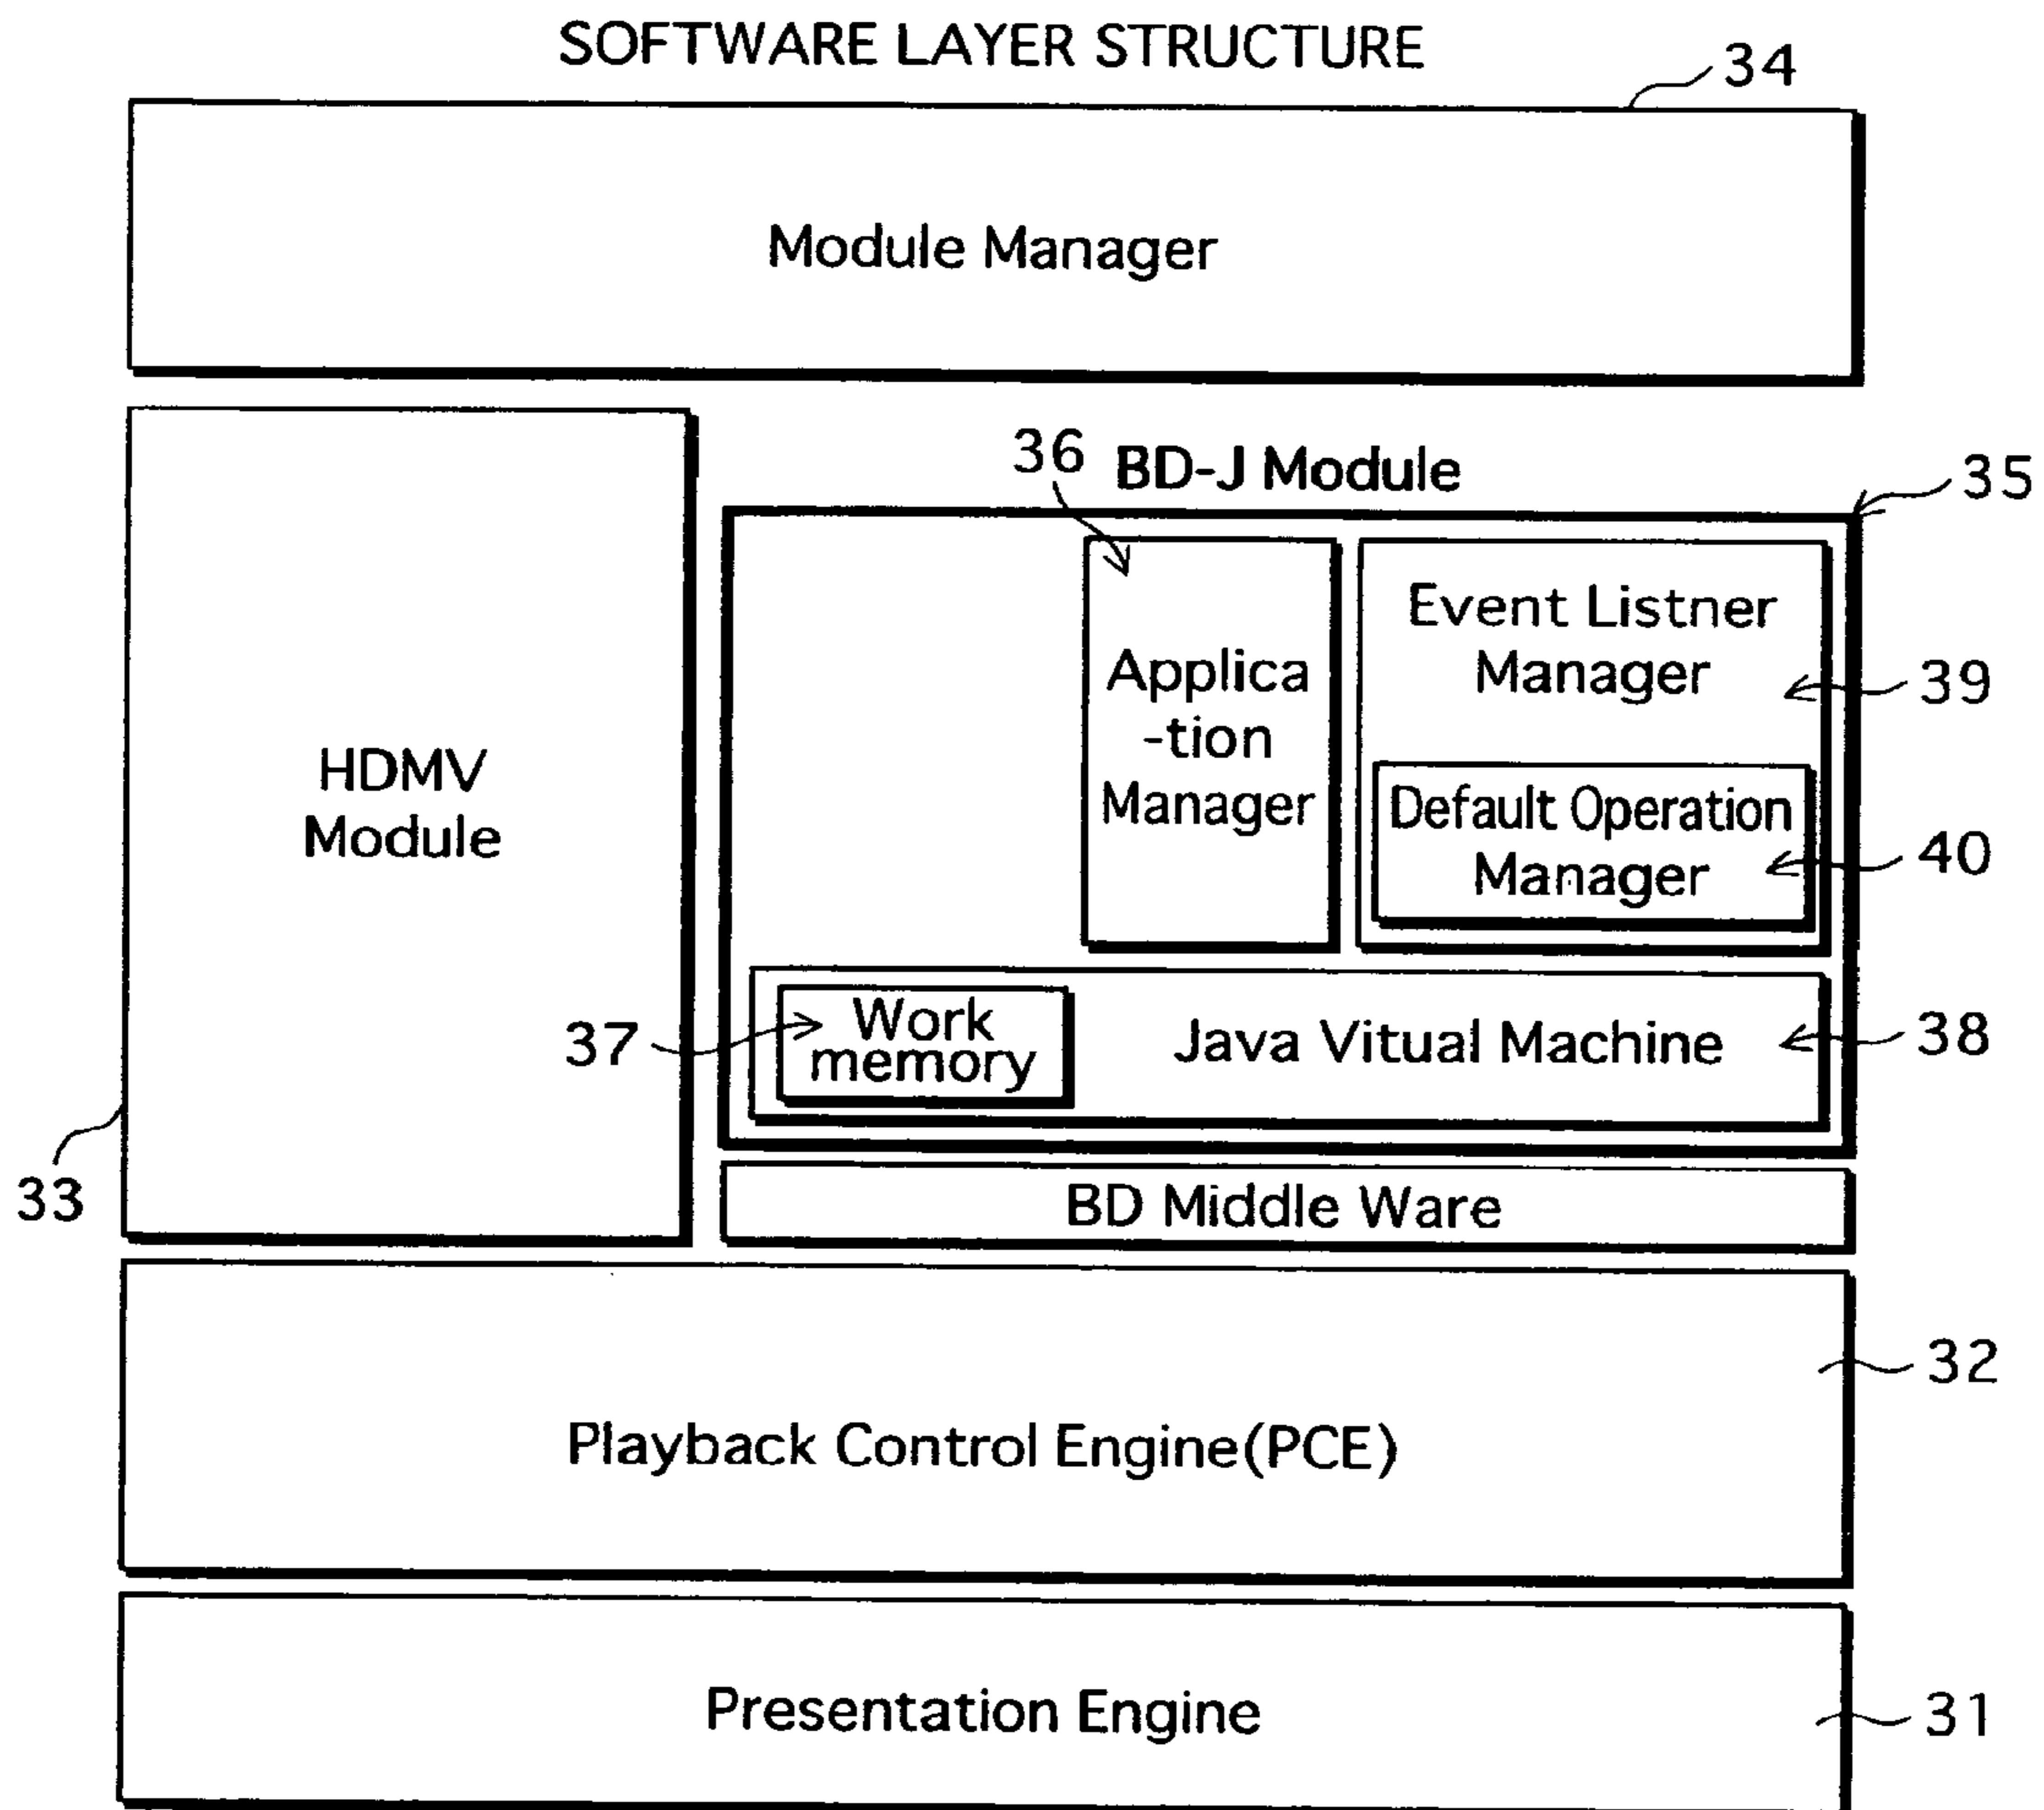 SOFTWARE LAYER STRUCTURE
34
Module Manager
36
BD-J Module
35
HDMV
Module
Applica
-tion
Manager
Event Listner
Manager
39
Default Operation
Manager
40
37
Work
memory
Java Vitual Machine
38
33
BD Middle Ware
32
Playback Control Engine(PCE)
Presentation Engine
31